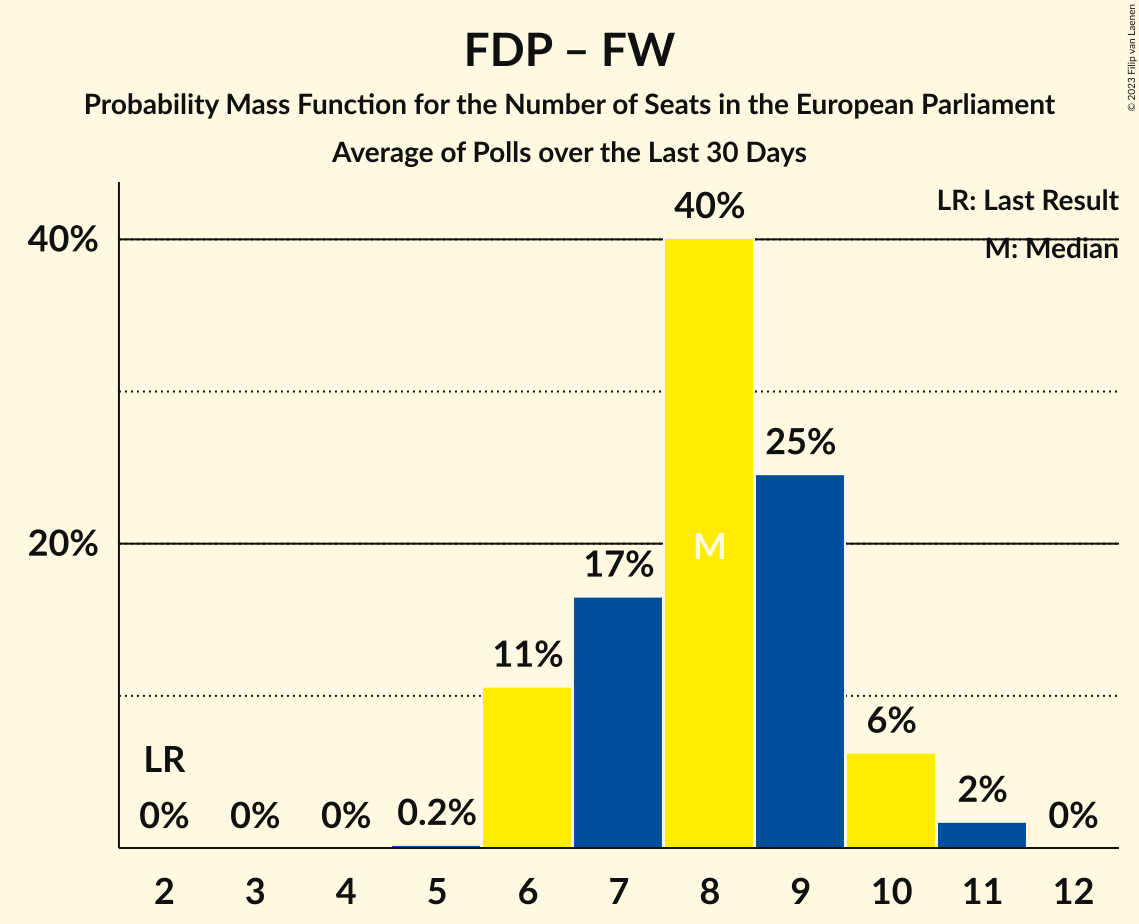 FDP – FW
Probability Mass Function for the Number of Seats in the European Parliament
Average of Polls over the Last 30 Days
© 2023 Filip van Laenen
LR: Last Result
M: Median
40%
20%
LR
0%
0%
0%
0.2%
11%
17%
40%
M
25%
6%
2%
0%
2 3 4 5 6 7 8 9 10 11 12